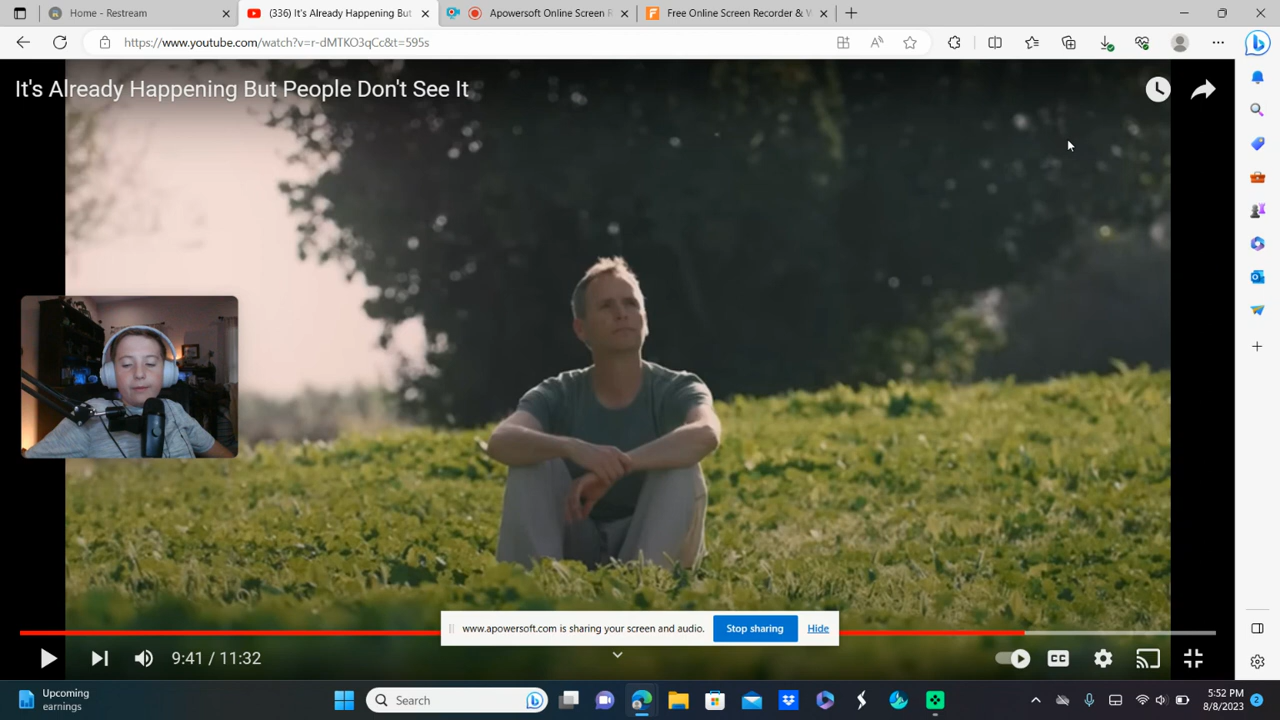 Home - Restream
(336) It's Already Happening But
Apowersoft Online Screen R
Free Online Screen Recorder & V
https://www.youtube.com/watch?v=r-dMTKO3qCc&t=595s
It's Already Happening But People Don't See It
www.apowersoft.com is sharing your screen and audio.
Stop sharing
Hide
9:41 / 11:32
CC
Upcoming
earnings
Search
5:52 PM
8/8/2023
2